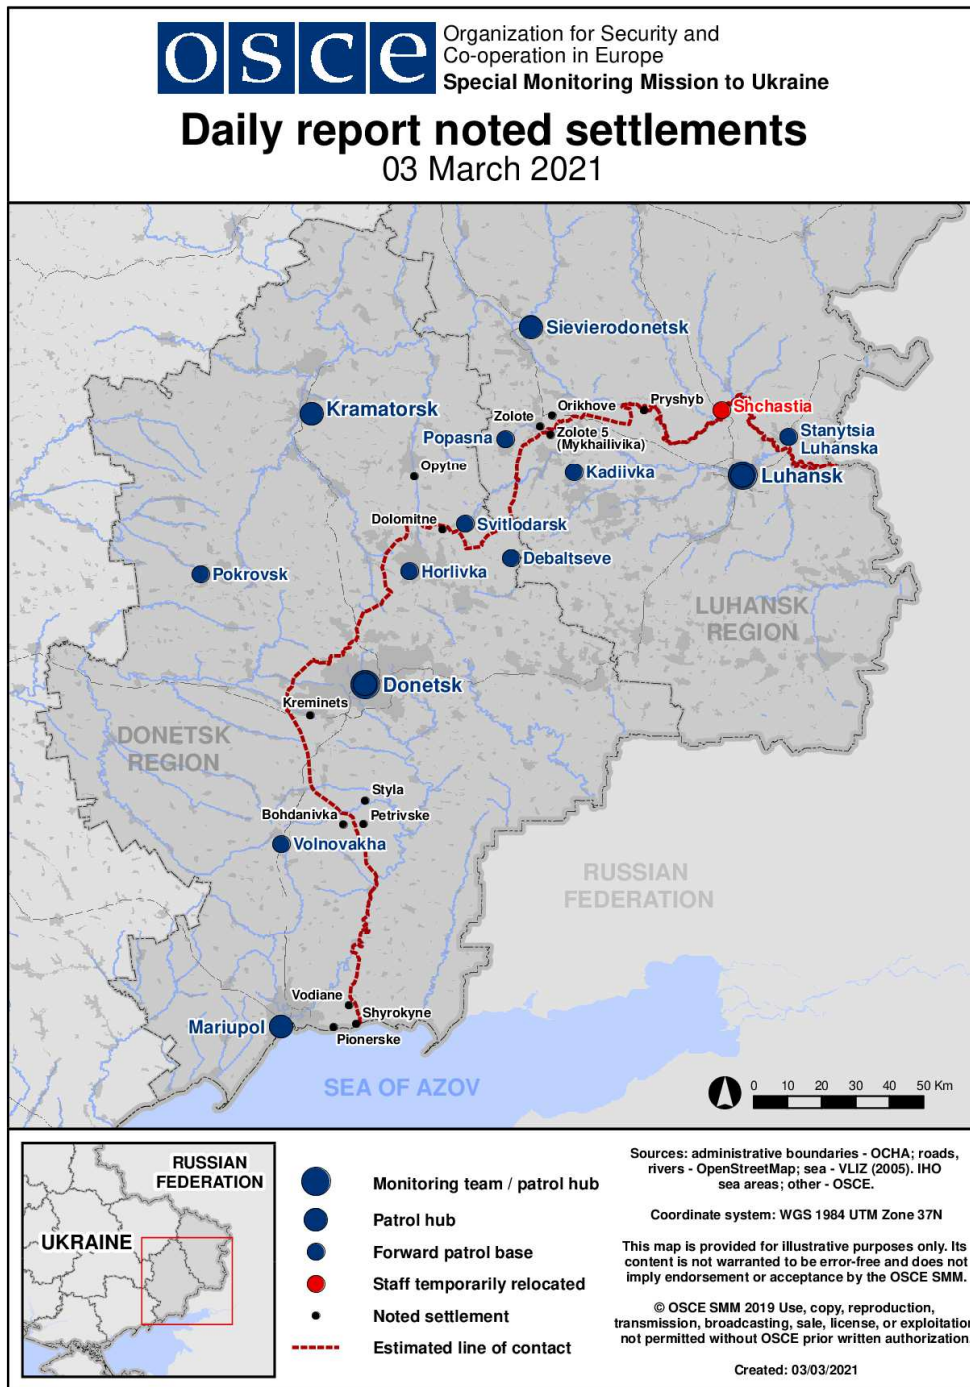 osce
Organization for Security and
Co-operation in Europe
Special Monitoring Mission to Ukraine
Daily report noted settlements
03 March 2021
Sievierodonetsk
Kramatorsk
Zolote
Orikhove
Pryshyb
Shchastia
Popasna
Zolote 5
(Mykhailivika)
Stanytsia
Luhanska
Opytne
Kadiivka
Luhansk
Dolomitne
Svitlodarsk
Pokrovsk
Horlivka
Debaltseve
LUHANSK
REGION
Donetsk
Kreminets
DONETSK
REGION
Styla
Bohdanivka
Petrivske
Volnovakha
RUSSIAN
FEDERATION
Vodiane
Shyrokyne
Mariupol
Pionerske
SEA OF AZOV
0 10 20 30 40 50 Km
RUSSIAN
FEDERATION
UKRAINE
Monitoring team / patrol hub
Patrol hub
Forward patrol base
Staff temporarily relocated
Noted settlement
Estimated line of contact
Sources: administrative boundaries - OCHA; roads,
rivers - OpenStreetMap; sea - VLIZ (2005). IHO
sea areas; other - OSCE.
Coordinate system: WGS 1984 UTM Zone 37N
This map is provided for illustrative purposes only. Its
content is not warranted to be error-free and does not
imply endorsement or acceptance by the OSCE SMM.
© OSCE SMM 2019 Use, copy, reproduction,
transmission, broadcasting, sale, license, or exploitation
not permitted without OSCE prior written authorization.
Created: 03/03/2021